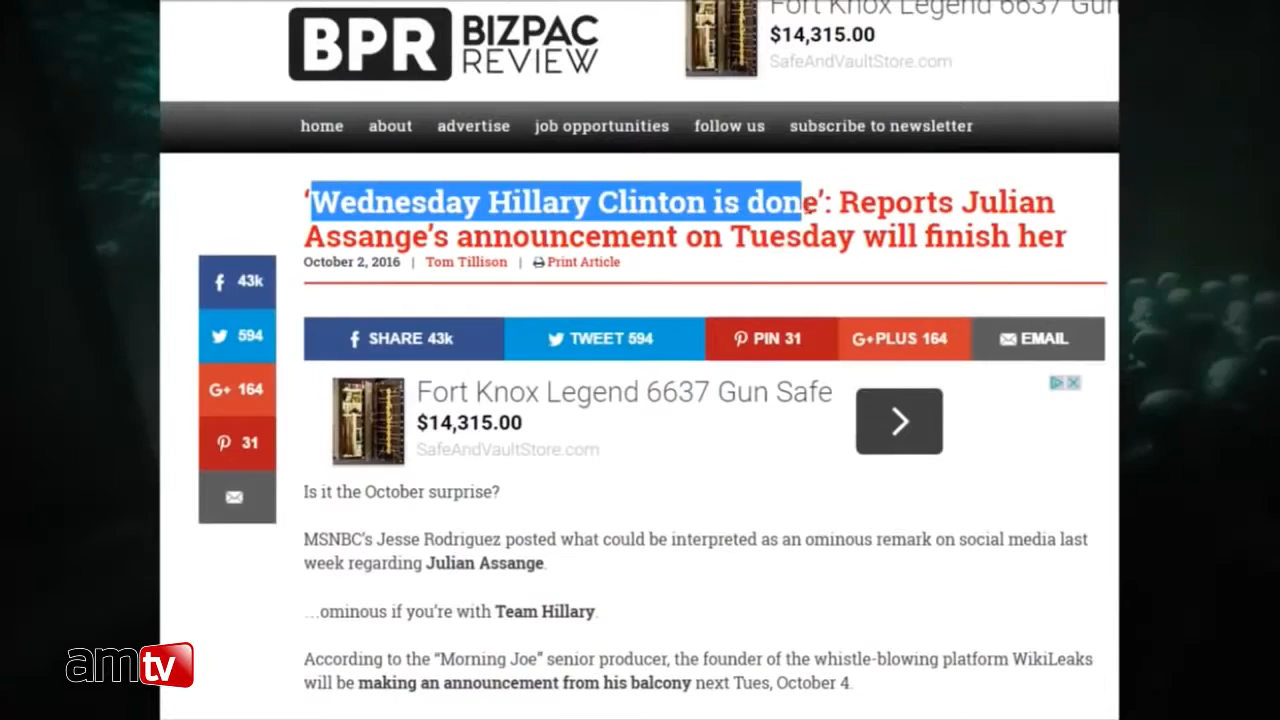 BPR BIZPAC REVIEW
Fort Knox Legend 6637 Gun
$14,315.00
SafeAndVaultStore.com
home about advertise job opportunities follow us subscribe to newsletter
‘Wednesday Hillary Clinton is done’: Reports Julian
Assange’s announcement on Tuesday will finish her
October 2, 2016 | Tom Tillison | Print Article
43k
594
G+ 164
31
SHARE 43k TWEET 594 PIN 31 G+PLUS 164 EMAIL
Fort Knox Legend 6637 Gun Safe
$14,315.00
SafeAndVaultStore.com
Is it the October surprise?
MSNBC’s Jesse Rodriguez posted what could be interpreted as an ominous remark on social media last
week regarding Julian Assange.
…ominous if you’re with Team Hillary.
According to the “Morning Joe” senior producer, the founder of the whistle-blowing platform WikiLeaks
will be making an announcement from his balcony next Tues, October 4.
amtv